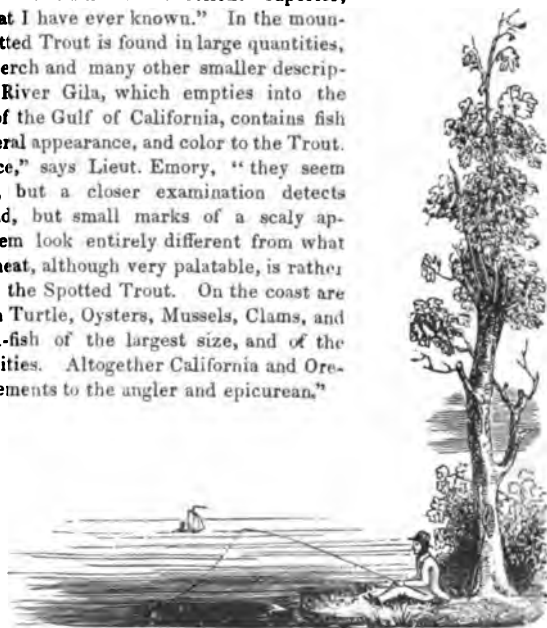 at I have ever known.” In the moun-
tted Trout is found in large quantities,
erch and many other smaller descrip-
River Gila, which empties into the
of the Gulf of California, contains fish
eral appearance, and color to the Trout.
ce,” says Lieut. Emory, “ they seem
, but a closer examination detects
d, but small marks of a scaly ap-
em look entirely different from what
neat, although very palatable, is rather
the Spotted Trout. On the coast are
Turtle, Oysters, Mussels, Clams, and
-fish of the largest size, and of the
ities. Altogether California and Ore-
ements to the angler and epicurean.”